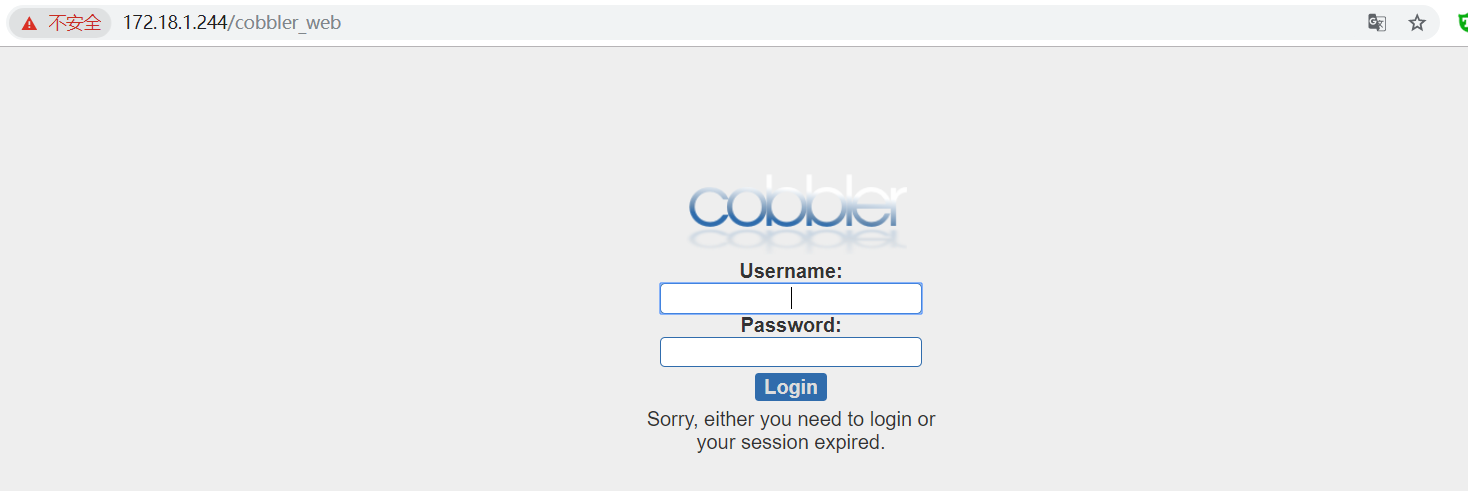 不安全 172.18.1.244/cobbler_web
cobbler
Username:
Password:
Login
Sorry, either you need to login or
your session expired.